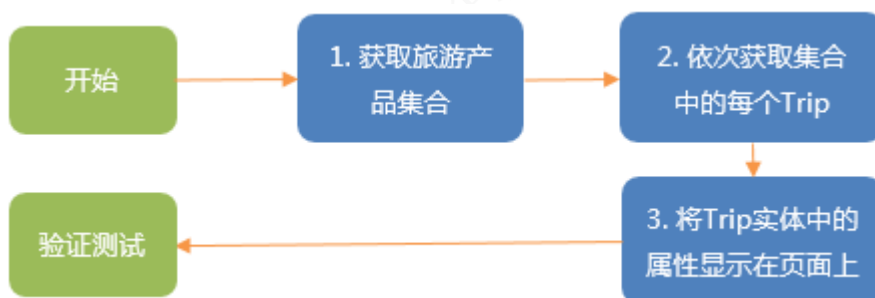 开始
1. 获取旅游产
品集合
2. 依次获取集合
中的每个Trip
3. 将Trip实体中的
属性显示在页面上
验证测试